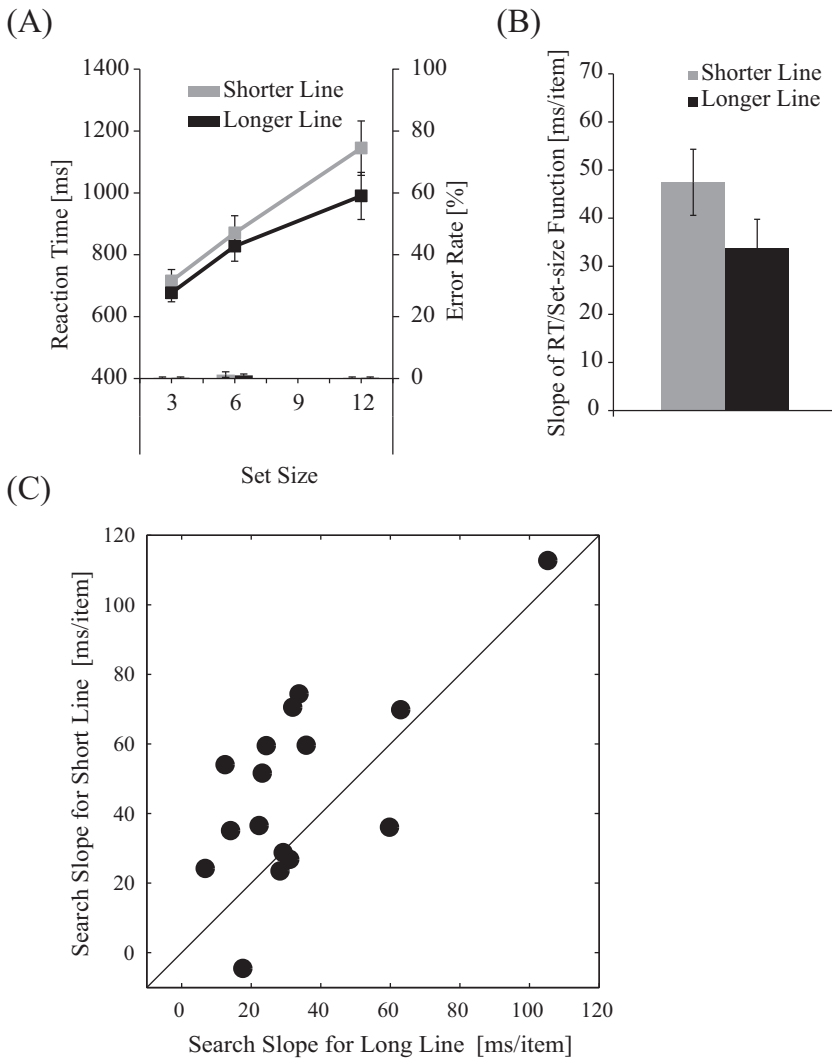 (A)
1400
1200
1000
800
600
400
Reaction Time [ms]
Shorter Line
Longer Line
100
80
60
40
20
0
Error Rate [%]
3
6
9
12
Set Size
(B)
70
60
50
40
30
20
10
0
Slope of RT/Set-size Function [ms/item]
Shorter Line
Longer Line
(C)
120
100
80
60
40
20
0
Search Slope for Short Line [ms/item]
0
20
40
60
80
100
120
Search Slope for Long Line [ms/item]